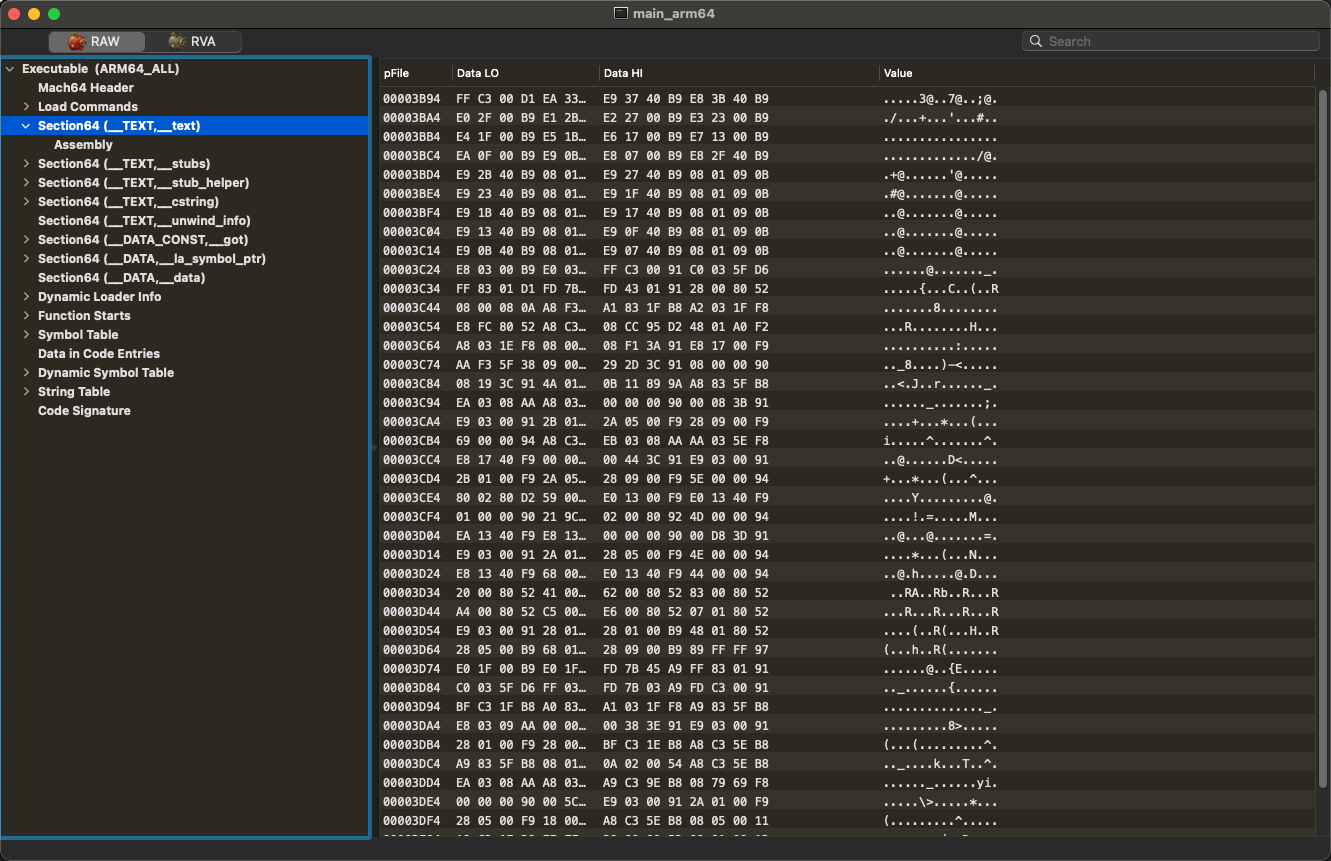 main_arm64
RAW RVA Search
Executable (ARM64_ALL)
Mach64 Header
Load Commands
Section64 (__TEXT,__text)
Assembly
Section64 (__TEXT,__stubs)
Section64 (__TEXT,__stub_helper)
Section64 (__TEXT,__cstring)
Section64 (__TEXT,__unwind_info)
Section64 (__DATA_CONST,__got)
Section64 (__DATA,__la_symbol_ptr)
Section64 (__DATA,__data)
Dynamic Loader Info
Function Starts
Symbol Table
Data in Code Entries
Dynamic Symbol Table
String Table
Code Signature
pFile Data LO Data HI Value
00003B94 FF C3 00 D1 EA 33… E9 37 40 B9 E8 3B 40 B9 .....3@..7@..;@.
00003BA4 E0 2F 00 B9 E1 2B… E2 27 00 B9 E3 23 00 B9 ./...+...'...#..
00003BB4 E4 1F 00 B9 E5 1B… E6 17 00 B9 E7 13 00 B9 ................
00003BC4 EA 0F 00 B9 E9 0B… E8 07 00 B9 E8 2F 40 B9 ............./@.
00003BD4 E9 2B 40 B9 08 01… E9 27 40 B9 08 01 09 0B .+@......'@.....
00003BE4 E9 23 40 B9 08 01… E9 1F 40 B9 08 01 09 0B .#@.......@.....
00003BF4 E9 1B 40 B9 08 01… E9 17 40 B9 08 01 09 0B ..@.......@.....
00003C04 E9 13 40 B9 08 01… E9 0F 40 B9 08 01 09 0B ..@.......@.....
00003C14 E9 0B 40 B9 08 01… E9 07 40 B9 08 01 09 0B ..@.......@.....
00003C24 E8 03 00 B9 E0 03… FF C3 00 91 C0 03 5F D6 ......@......._.
00003C34 FF 83 01 D1 FD 7B… FD 43 01 91 28 00 80 52 .....{...C..(..R
00003C44 08 00 08 0A A8 F3… A1 83 1F B8 A2 03 1F F8 .......8........
00003C54 E8 FC 80 52 A8 C3… 08 CC 95 D2 48 01 A0 F2 ...R........H...
00003C64 A8 03 1E F8 08 00… 08 F1 3A 91 E8 17 00 F9 ..........:.....
00003C74 AA F3 5F 38 09 00… 29 2D 3C 91 08 00 00 90 .._8....)-<.....
00003C84 08 19 3C 91 4A 01… 0B 11 89 9A A8 83 5F B8 ..<.J..r......_.
00003C94 EA 03 08 AA A8 03… 00 00 00 90 00 08 3B 91 ......_.......;.
00003CA4 E9 03 00 91 2B 01… 2A 05 00 F9 28 09 00 F9 ....+...*...(...
00003CB4 69 00 00 94 A8 C3… EB 03 08 AA AA 03 5E F8 i.....^.......^.
00003CC4 E8 17 40 F9 00 00… 00 44 3C 91 E9 03 00 91 ..@......D<.....
00003CD4 2B 01 00 F9 2A 05… 28 09 00 F9 5E 00 00 94 +...*...(...^...
00003CE4 80 02 80 D2 59 00… E0 13 00 F9 E0 13 40 F9 ....Y.........@.
00003CF4 01 00 00 90 21 9C… 02 00 80 92 4D 00 00 94 ....!.=.....M...
00003D04 EA 13 40 F9 E8 13… 00 00 00 90 00 D8 3D 91 ..@...@.......=.
00003D14 E9 03 00 91 2A 01… 28 05 00 F9 4E 00 00 94 ....*...(...N...
00003D24 E8 13 40 F9 68 00… E0 13 40 F9 44 00 00 94 ..@.h.....@.D...
00003D34 20 00 80 52 41 00… 62 00 80 52 83 00 80 52  ..RA..Rb..R...R
00003D44 A4 00 80 52 C5 00… E6 00 80 52 07 01 80 52 ...R...R...R...R
00003D54 E9 03 00 91 28 01… 28 01 00 B9 48 01 80 52 ....(..R(...H..R
00003D64 28 05 00 B9 68 01… 28 09 00 B9 89 FF FF 97 (...h..R(.......
00003D74 E0 1F 00 B9 E0 1F… FD 7B 45 A9 FF 83 01 91 ......@..{E.....
00003D84 C0 03 5F D6 FF 03… FD 7B 03 A9 FD C3 00 91 .._......{......
00003D94 BF C3 1F B8 A0 83… A1 03 1F F8 A9 83 5F B8 .............._.
00003DA4 E8 03 09 AA 00 00… 00 38 3E 91 E9 03 00 91 .........8>.....
00003DB4 28 01 00 F9 28 00… BF C3 1E B8 A8 C3 5E B8 (...(.........^.
00003DC4 A9 83 5F B8 08 01… 0A 02 00 54 A8 C3 5E B8 .._....k...T..^.
00003DD4 EA 03 08 AA A8 03… A9 C3 9E B8 08 79 69 F8 ......_......yi.
00003DE4 00 00 00 90 00 5C… E9 03 00 91 2A 01 00 F9 .....\>.....*...
00003DF4 28 05 00 F9 18 00… A8 C3 5E B8 08 05 00 11 (.........^.....